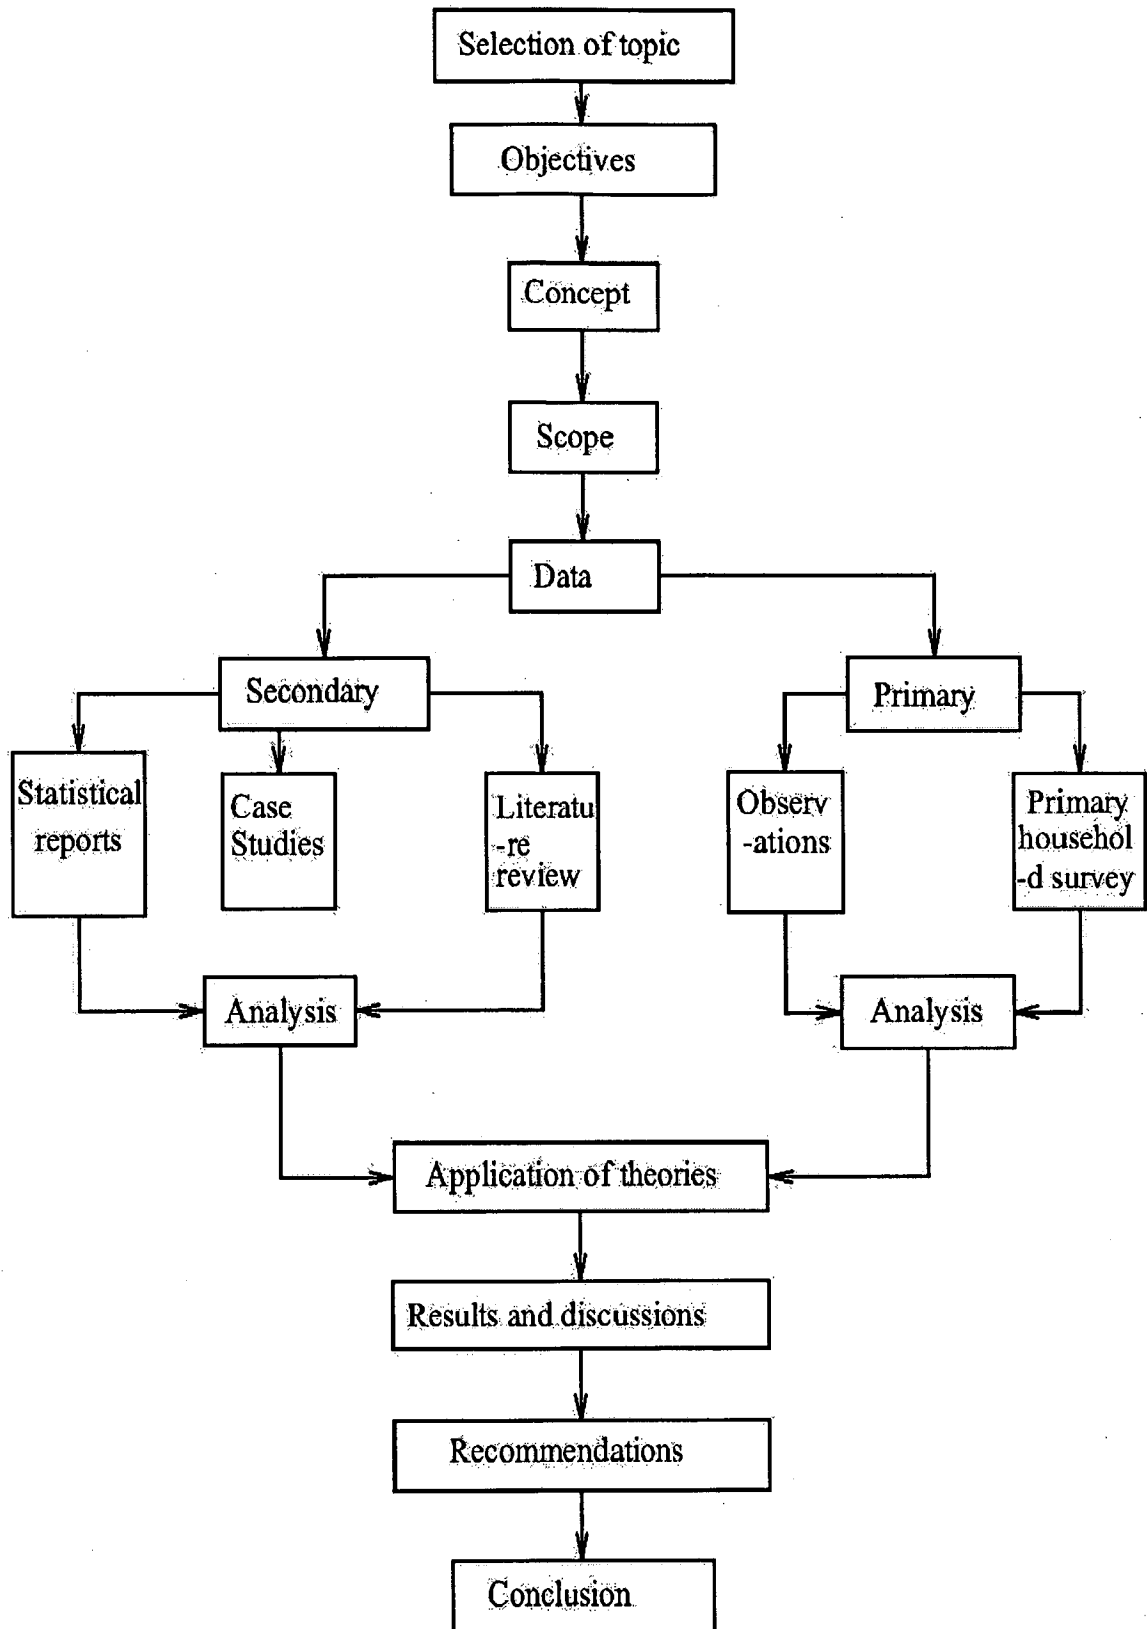 Selection of topic
Objectives
Concept
Scope
Data
Secondary
Primary
Statistical
reports
Case
Studies
Literatu
-re
review
Observ
-ations
Primary
househol
-d survey
Analysis
Analysis
Application of theories
Results and discussions
Recommendations
Conclusion